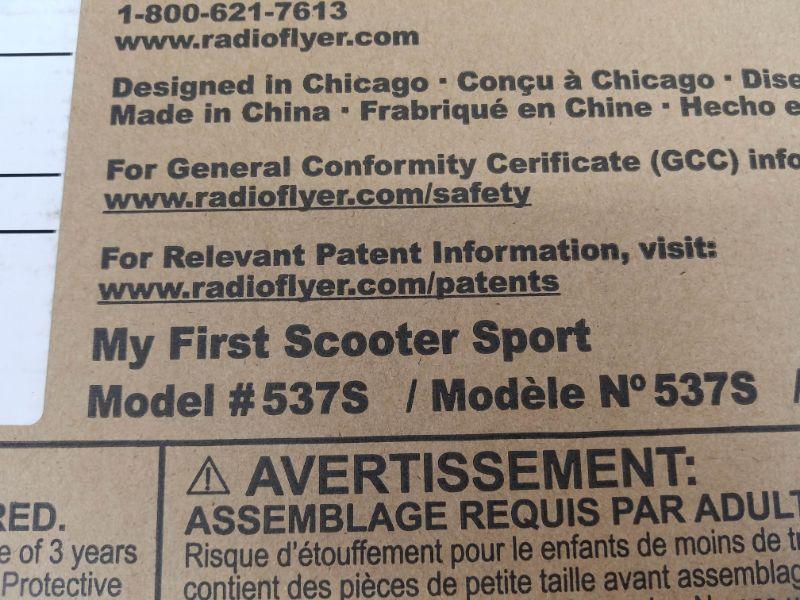 1-800-621-7613
www.radioflyer.com
Designed in Chicago · Conçu à Chicago · Dise
Made in China · Frabriqué en Chine · Hecho e
For General Conformity Cerificate (GCC) info
www.radioflyer.com/safety
For Relevant Patent Information, visit:
www.radioflyer.com/patents
My First Scooter Sport
Model #537S / Modèle Nº 537S /
RED.
e of 3 years
Protective
⚠ AVERTISSEMENT:
ASSEMBLAGE REQUIS PAR ADULT
Risque d'étouffement pour le enfants de moins de tr
contient des pièces de petite taille avant assemblag